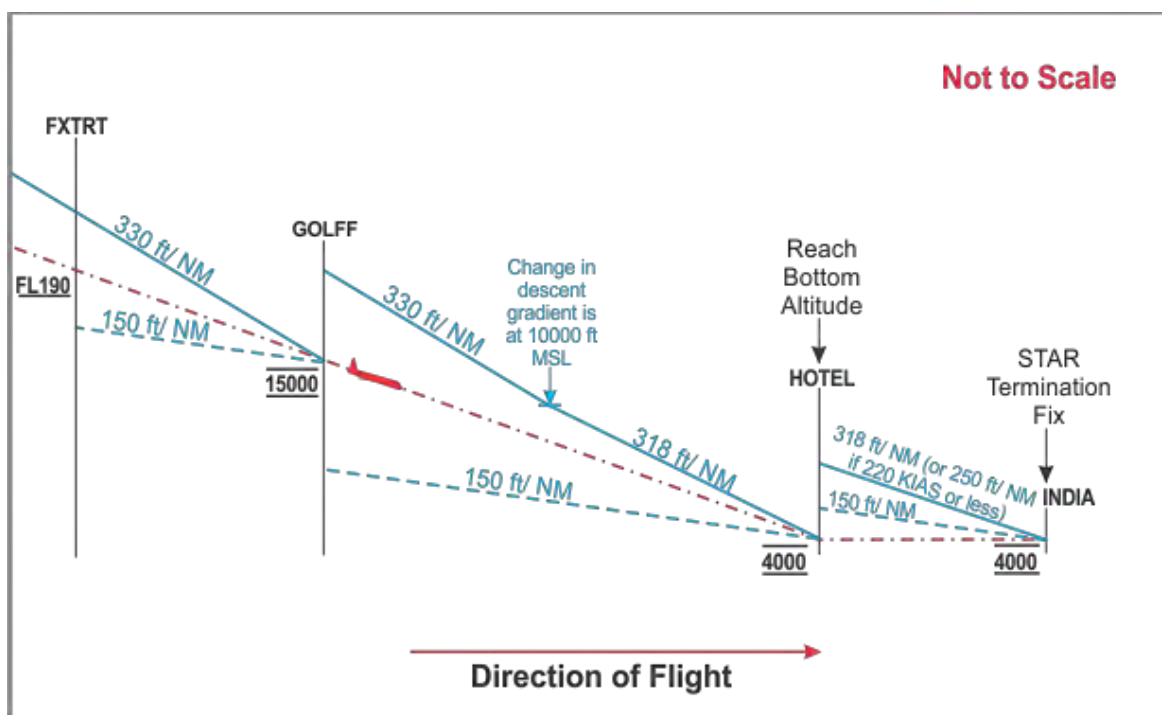 Not to Scale
FXTRT
330 ft/ NM
FL190
150 ft/ NM
GOLFF
15000
330 ft/ NM
Change in
descent
gradient is
at 10000 ft
MSL
318 ft/ NM
150 ft/ NM
Reach
Bottom
Altitude
HOTEL
4000
318 ft/ NM (or 250 ft/ NM
if 220 KIAS or less)
150 ft/ NM
STAR
Termination
Fix
INDIA
4000
Direction of Flight